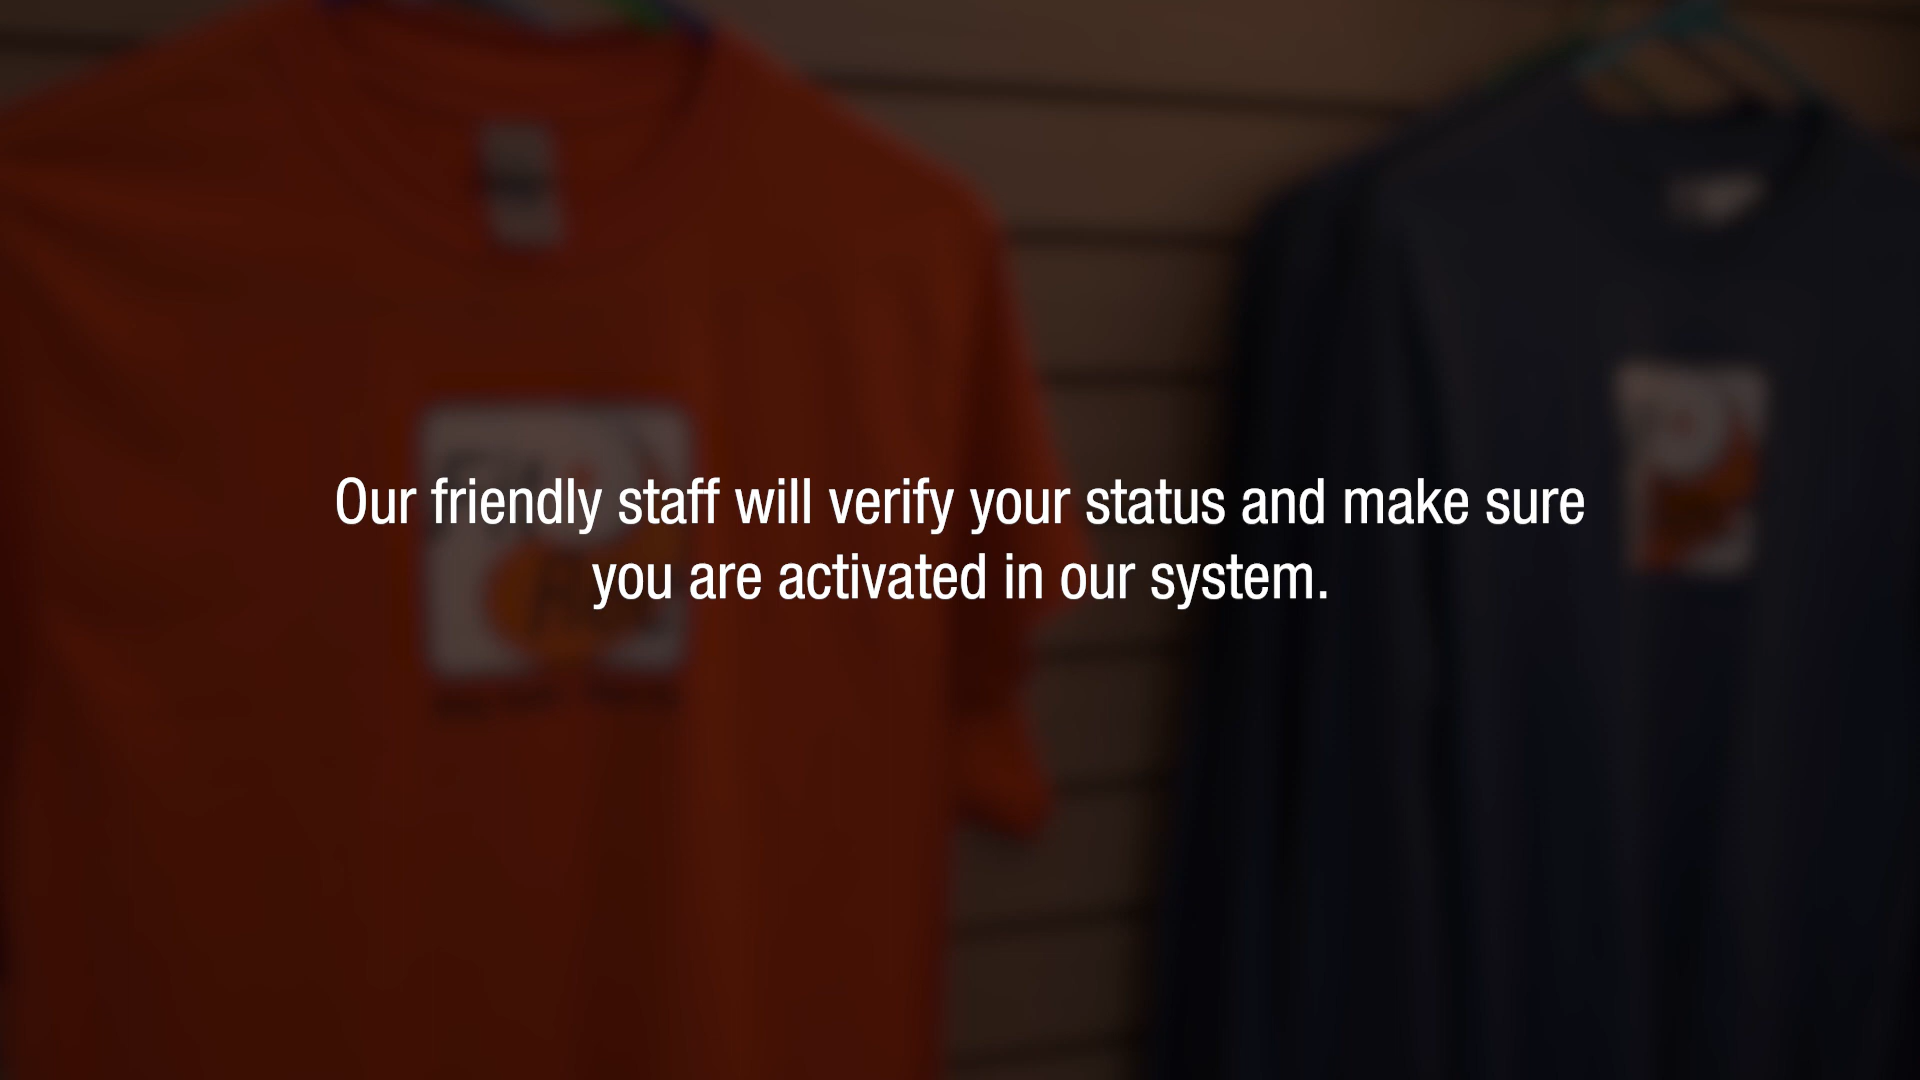 Our friendly staff will verify your status and make sure
you are activated in our system.